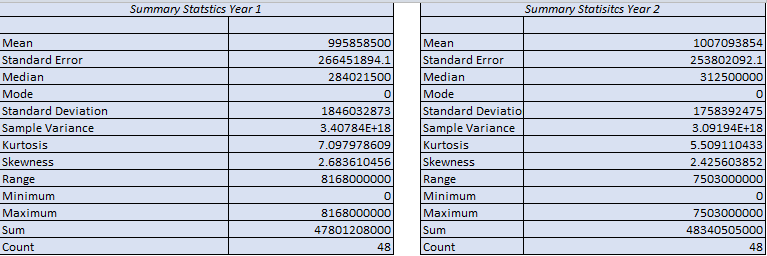 Summary Statstics Year 1
Mean 995858500
Standard Error 266451894.1
Median 284021500
Mode 0
Standard Deviation 1846032873
Sample Variance 3.40784E+18
Kurtosis 7.097978609
Skewness 2.683610456
Range 8168000000
Minimum 0
Maximum 8168000000
Sum 47801208000
Count 48
Summary Statisitcs Year 2
Mean 1007093854
Standard Error 253802092.1
Median 312500000
Mode 0
Standard Deviatio 1758392475
Sample Variance 3.09194E+18
Kurtosis 5.509110433
Skewness 2.425603852
Range 7503000000
Minimum 0
Maximum 7503000000
Sum 48340505000
Count 48